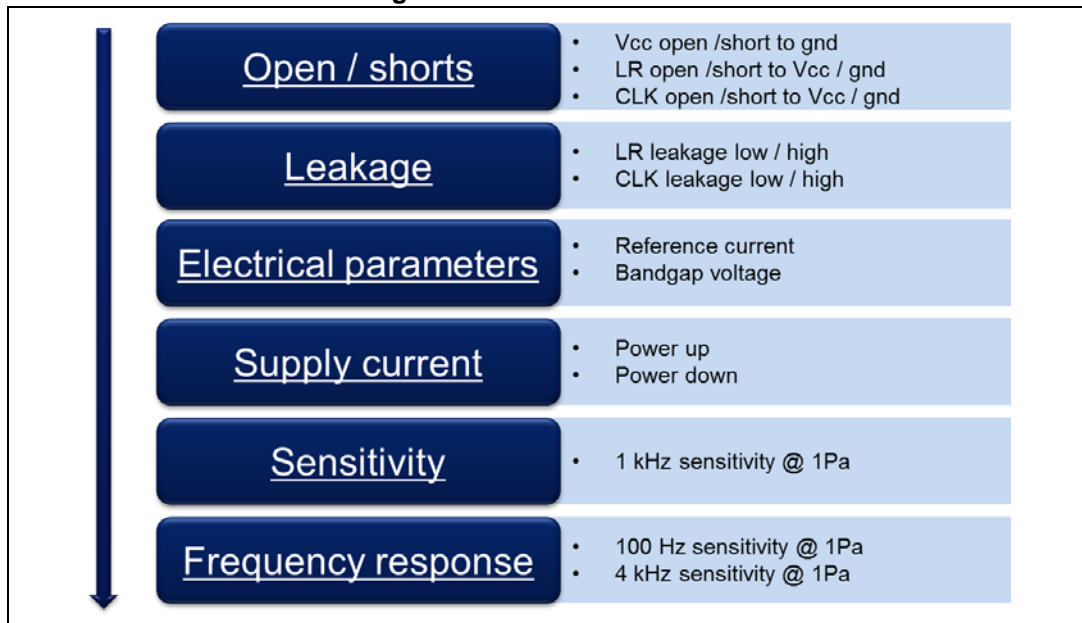 Open / shorts
• Vcc open /short to gnd
• LR open /short to Vcc / gnd
• CLK open /short to Vcc / gnd
Leakage
• LR leakage low / high
• CLK leakage low / high
Electrical parameters
• Reference current
• Bandgap voltage
Supply current
• Power up
• Power down
Sensitivity
• 1 kHz sensitivity @ 1Pa
Frequency response
• 100 Hz sensitivity @ 1Pa
• 4 kHz sensitivity @ 1Pa